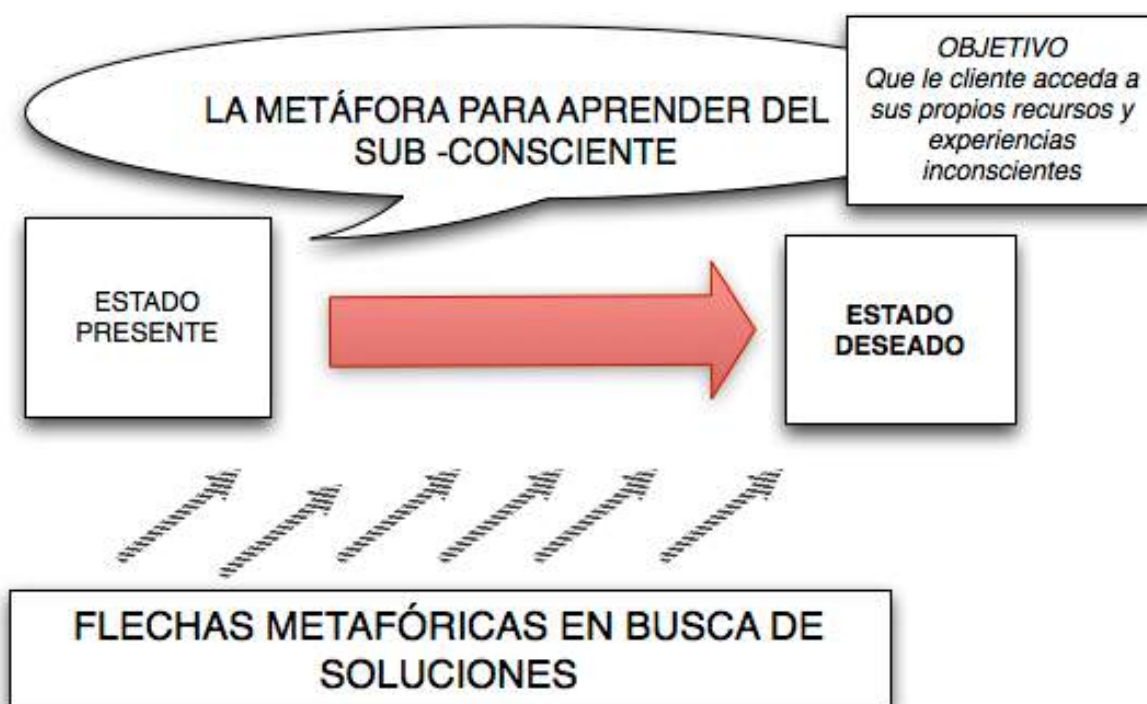 LA METÁFORA PARA APRENDER DEL
SUB -CONSCIENTE
OBJETIVO
Que le cliente acceda a
sus propios recursos y
experiencias
inconscientes
ESTADO
PRESENTE
ESTADO
DESEADO
FLECHAS METAFÓRICAS EN BUSCA DE
SOLUCIONES